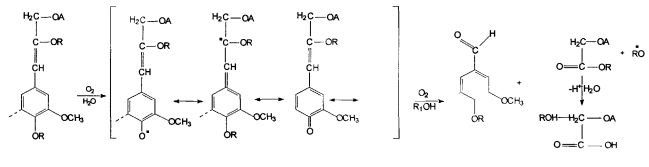 H₂C—OA
C—OR
CH
OCH₃
OR
O₂
H₂O
H₂C—OA
C—OR
CH
OCH₃
O•
H₂C—OA
C•—OR
CH
OCH₃
OR
H₂C—OA
C—OR
CH
OCH₃
O
O₂
R₁OH
O H
OCH₃
OR
+
H₂C—OA
O=C—OR
+ RO•
-H⁺ H₂O
ROH—H₂C—OA
C—OH
O